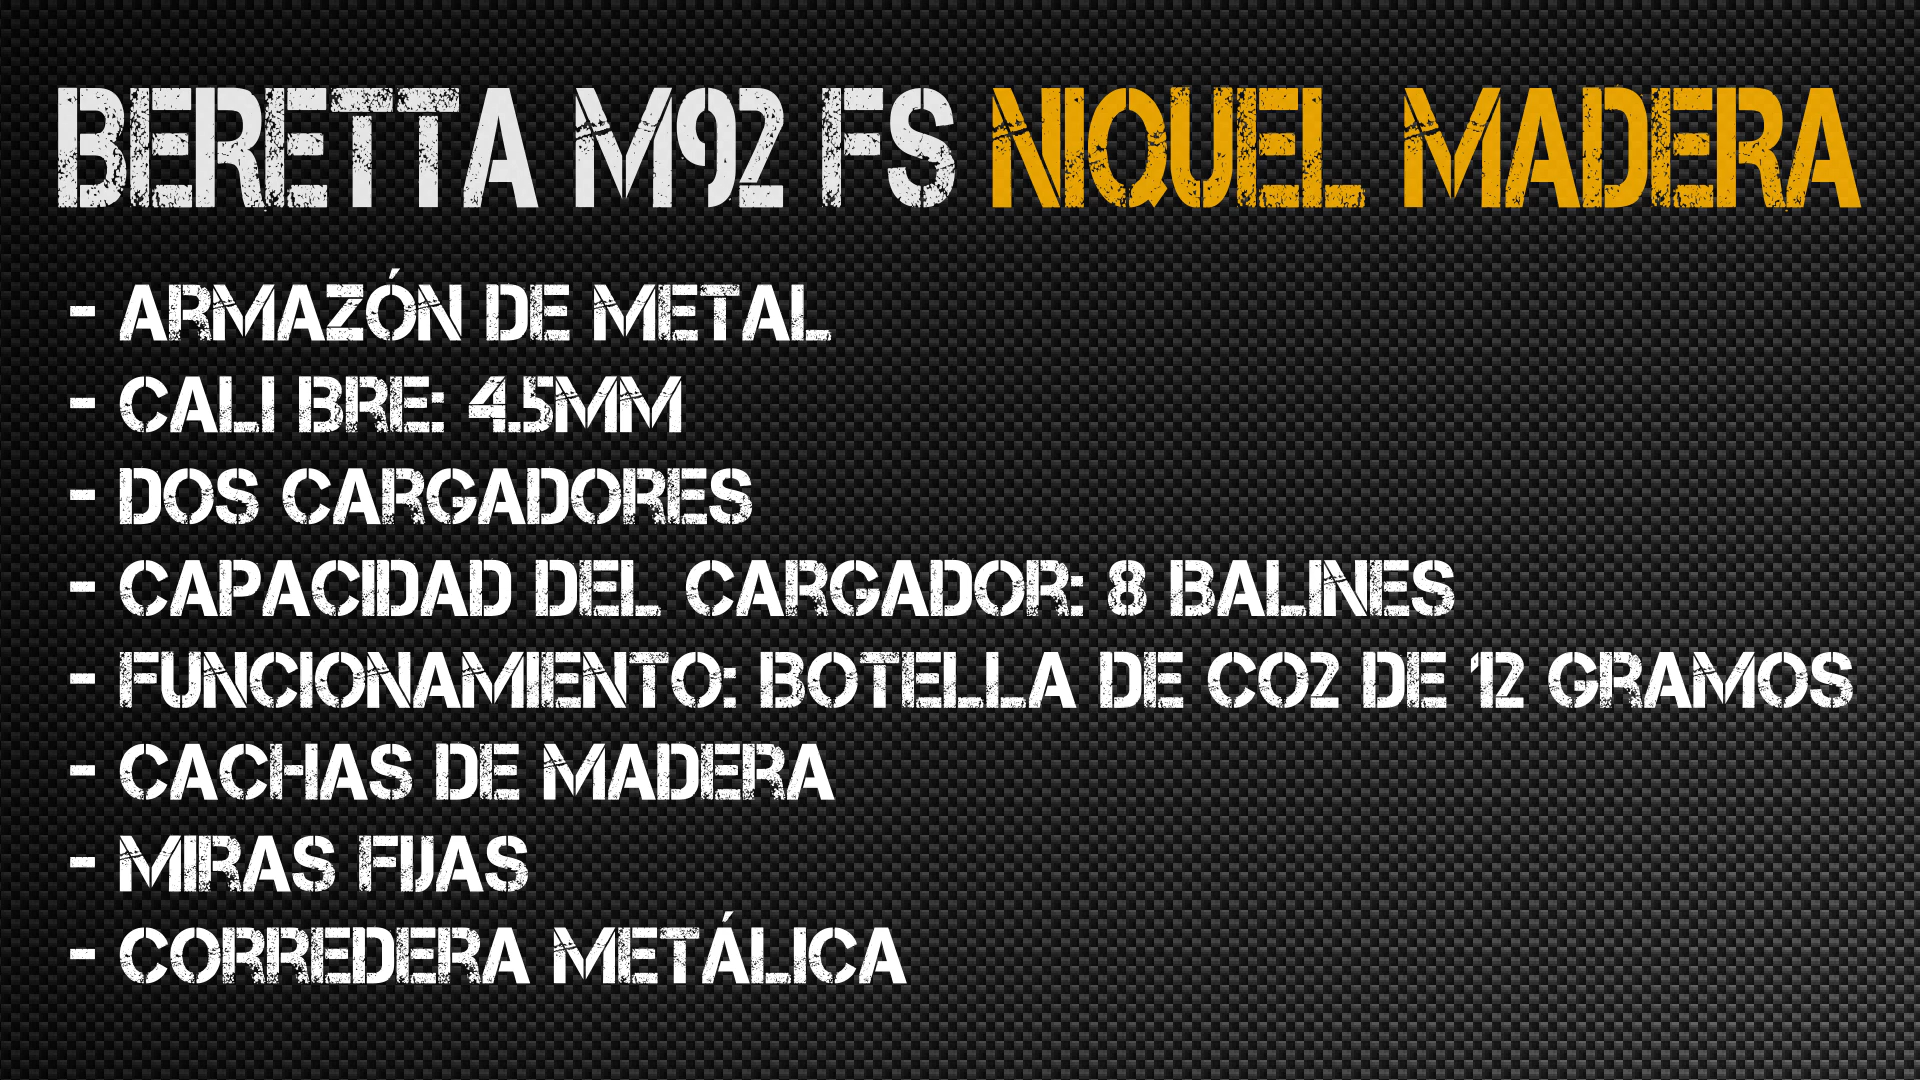 BERETTA M92 FS NIQUEL MADERA
- ARMAZÓN DE METAL
- CALI BRE: 4.5MM
- DOS CARGADORES
- CAPACIDAD DEL CARGADOR: 8 BALINES
- FUNCIONAMIENTO: BOTELLA DE CO2 DE 12 GRAMOS
- CACHAS DE MADERA
- MIRAS FIJAS
- CORREDERA METÁLICA